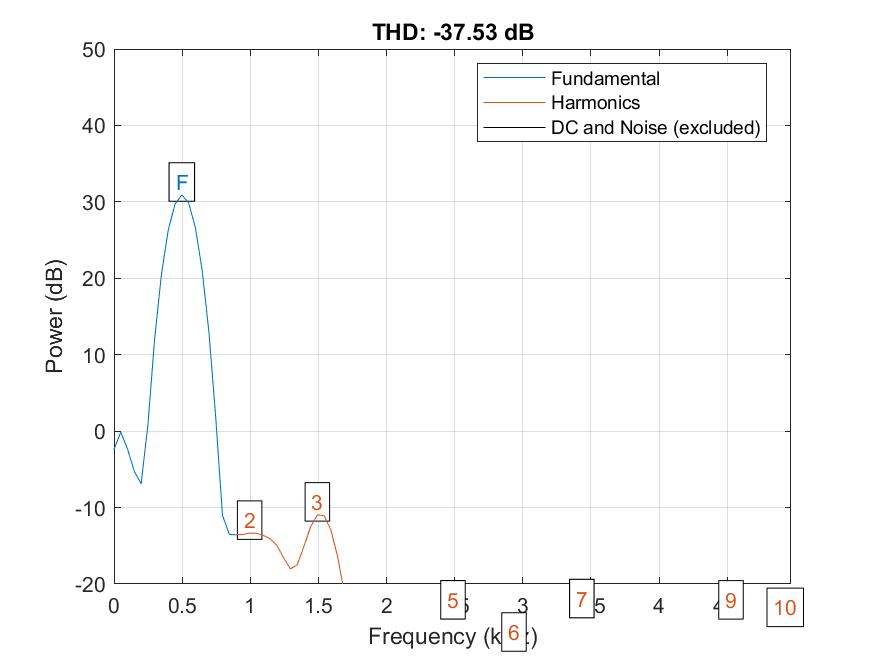 THD: -37.53 dB
50
40
30
20
10
0
-10
-20
Power (dB)
Fundamental
Harmonics
DC and Noise (excluded)
F
2
3
0 0.5 1 1.5 2 3 4
5 7 9 10
6
Frequency